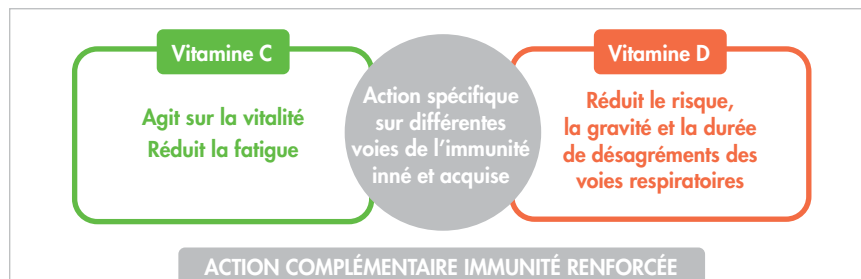 Vitamine C
Agit sur la vitalité
Réduit la fatigue
Action spécifique
sur différentes
voies de l'immunité
inné et acquise
Vitamine D
Réduit le risque,
la gravité et la durée
de désagréments des
voies respiratoires
ACTION COMPLÉMENTAIRE IMMUNITÉ RENFORCÉE